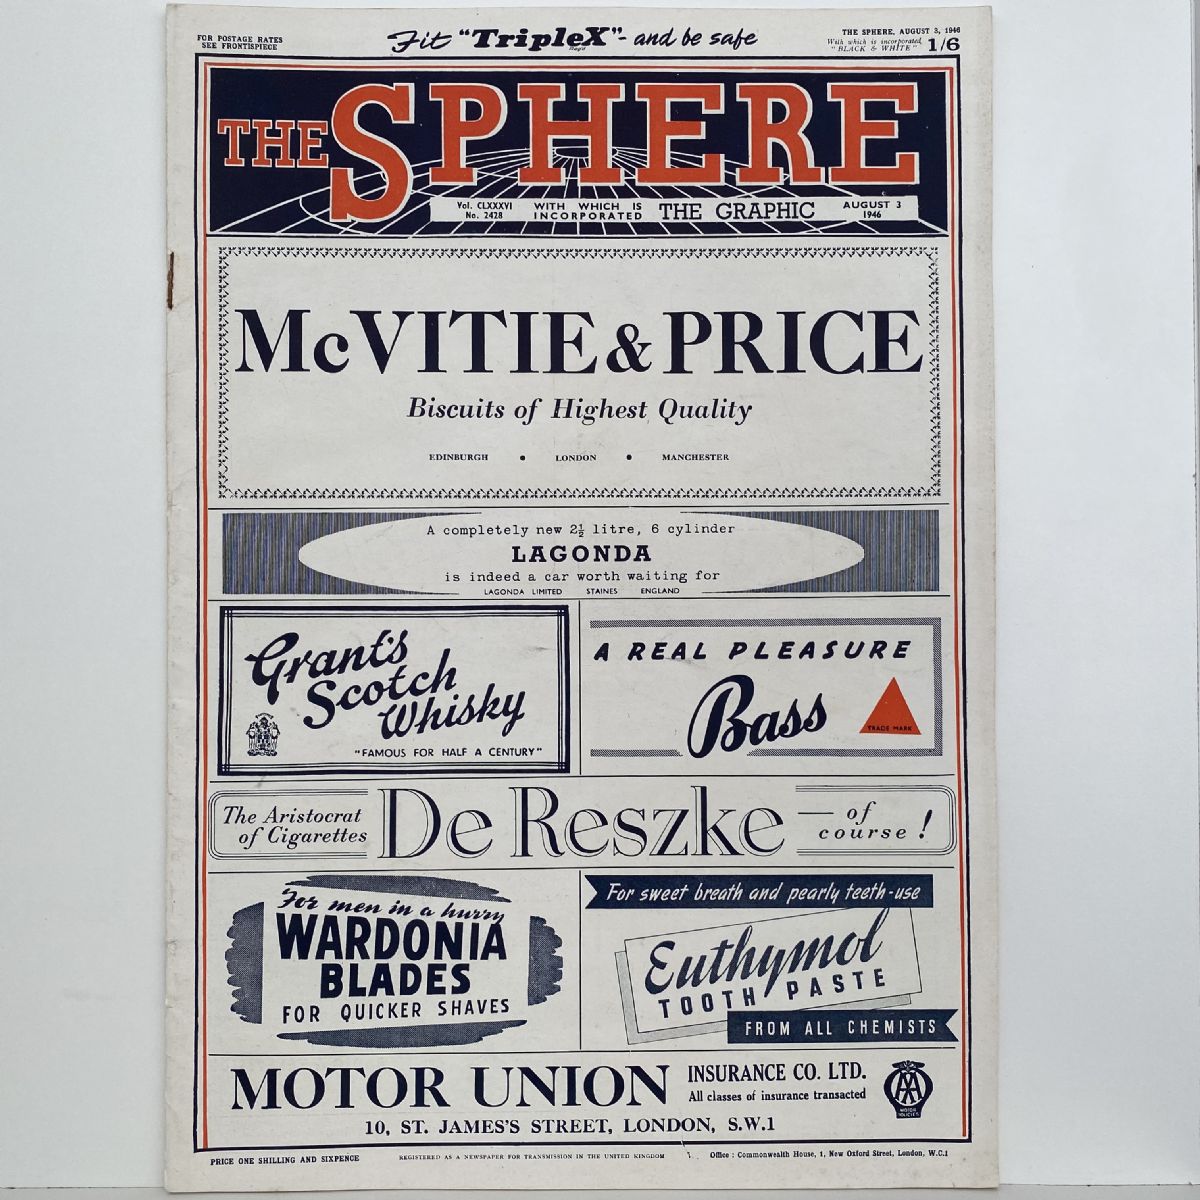 FOR POSTAGE RATES
SEE FRONTISPIECE
Fit "TripleX" - and be safe
Regd
THE SPHERE, AUGUST 3, 1946
With which is incorporated
"BLACK & WHITE"
1/6
THE SPHERE
Vol. CLXXXVI
No. 2428
WITH WHICH IS
INCORPORATED
THE GRAPHIC
AUGUST 3
1946
McVITIE & PRICE
Biscuits of Highest Quality
EDINBURGH • LONDON • MANCHESTER
A completely new 2½ litre, 6 cylinder
LAGONDA
is indeed a car worth waiting for
LAGONDA LIMITED STAINES ENGLAND
Grant's
Scotch
Whisky
"FAMOUS FOR HALF A CENTURY"
A REAL PLEASURE
Bass
TRADE MARK
The Aristocrat
of Cigarettes
De Reszke
— of
course!
For men in a hurry
WARDONIA
BLADES
FOR QUICKER SHAVES
For sweet breath and pearly teeth - use
Euthymol
TOOTH PASTE
FROM ALL CHEMISTS
MOTOR UNION
INSURANCE CO. LTD.
All classes of insurance transacted
AA
MOTOR
POLICIES
10, ST. JAMES'S STREET, LONDON, S.W.1
PRICE ONE SHILLING AND SIXPENCE
REGISTERED AS A NEWSPAPER FOR TRANSMISSION IN THE UNITED KINGDOM
Office : Commonwealth House, 1, New Oxford Street, London, W.C.1